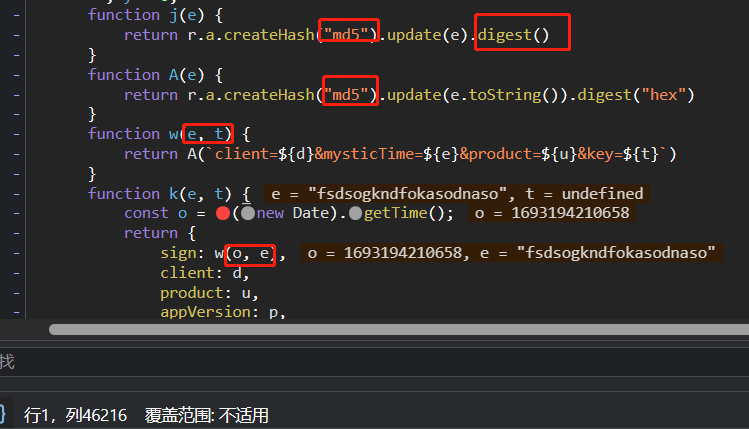 function j(e) {
return r.a.createHash("md5").update(e).digest()
}
function A(e) {
return r.a.createHash("md5").update(e.toString()).digest("hex")
}
function w(e, t) {
return A(`client=${d}&mysticTime=${e}&product=${u}&key=${t}`)
}
function k(e, t) { e = "fsdsogkndfokasodnaso", t = undefined
const o = (new Date).getTime(); o = 1693194210658
return {
sign: w(o, e), o = 1693194210658, e = "fsdsogkndfokasodnaso"
client: d,
product: u,
appVersion: p,
找
{} 行1，列46216 覆盖范围: 不适用